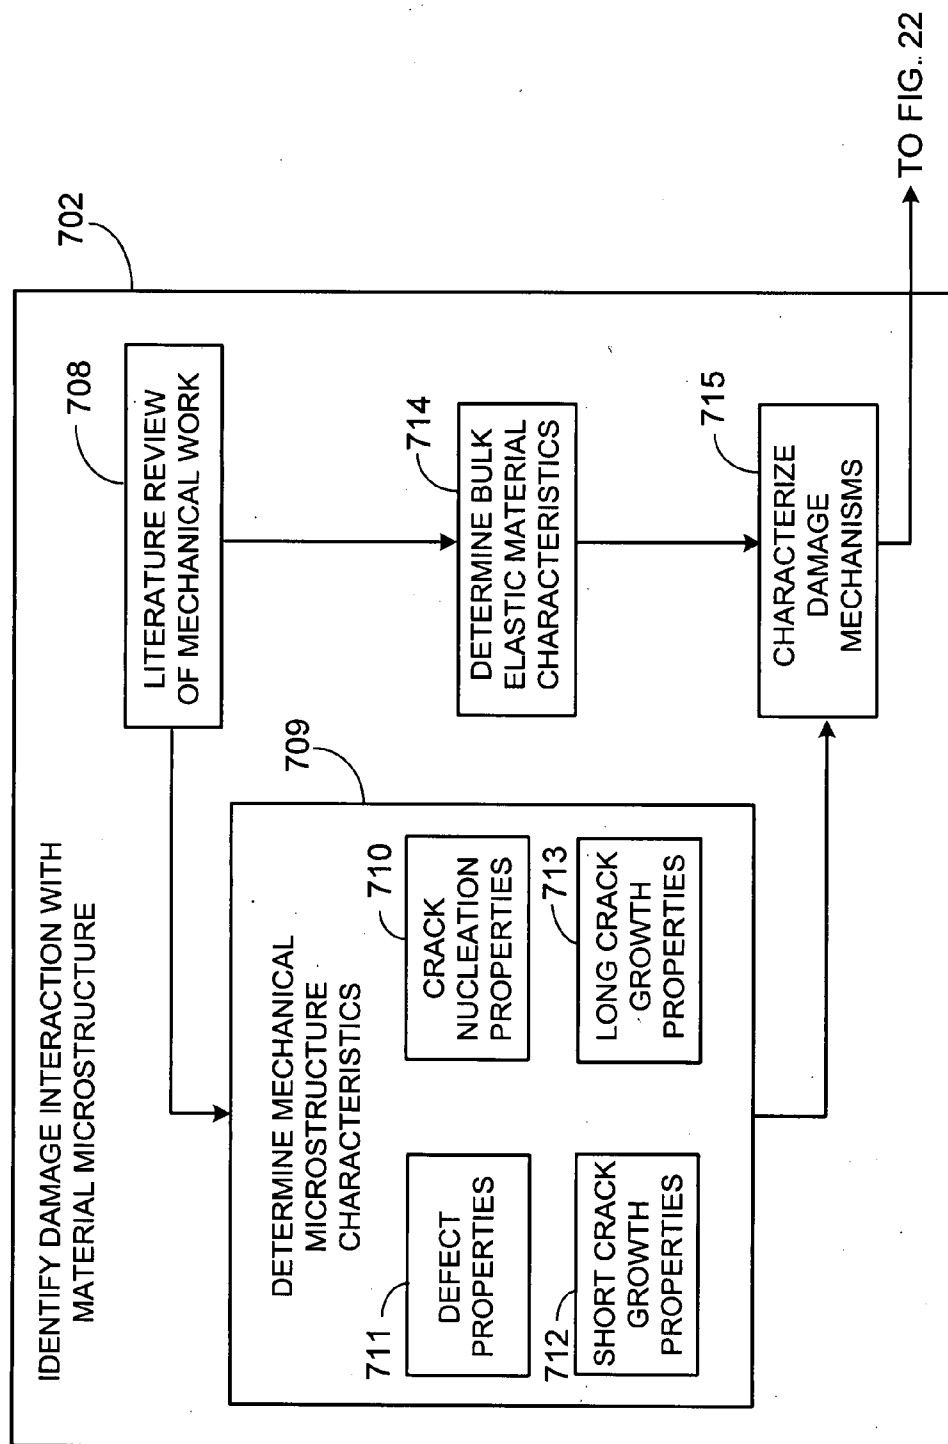 702
IDENTIFY DAMAGE INTERACTION WITH
MATERIAL MICROSTRUCTURE
708
LITERATURE REVIEW
OF MECHANICAL WORK
709
DETERMINE MECHANICAL
MICROSTRUCTURE
CHARACTERISTICS
711
DEFECT
PROPERTIES
710
CRACK
NUCLEATION
PROPERTIES
712
SHORT CRACK
GROWTH
PROPERTIES
713
LONG CRACK
GROWTH
PROPERTIES
714
DETERMINE BULK
ELASTIC MATERIAL
CHARACTERISTICS
715
CHARACTERIZE
DAMAGE
MECHANISMS
TO FIG.. 22